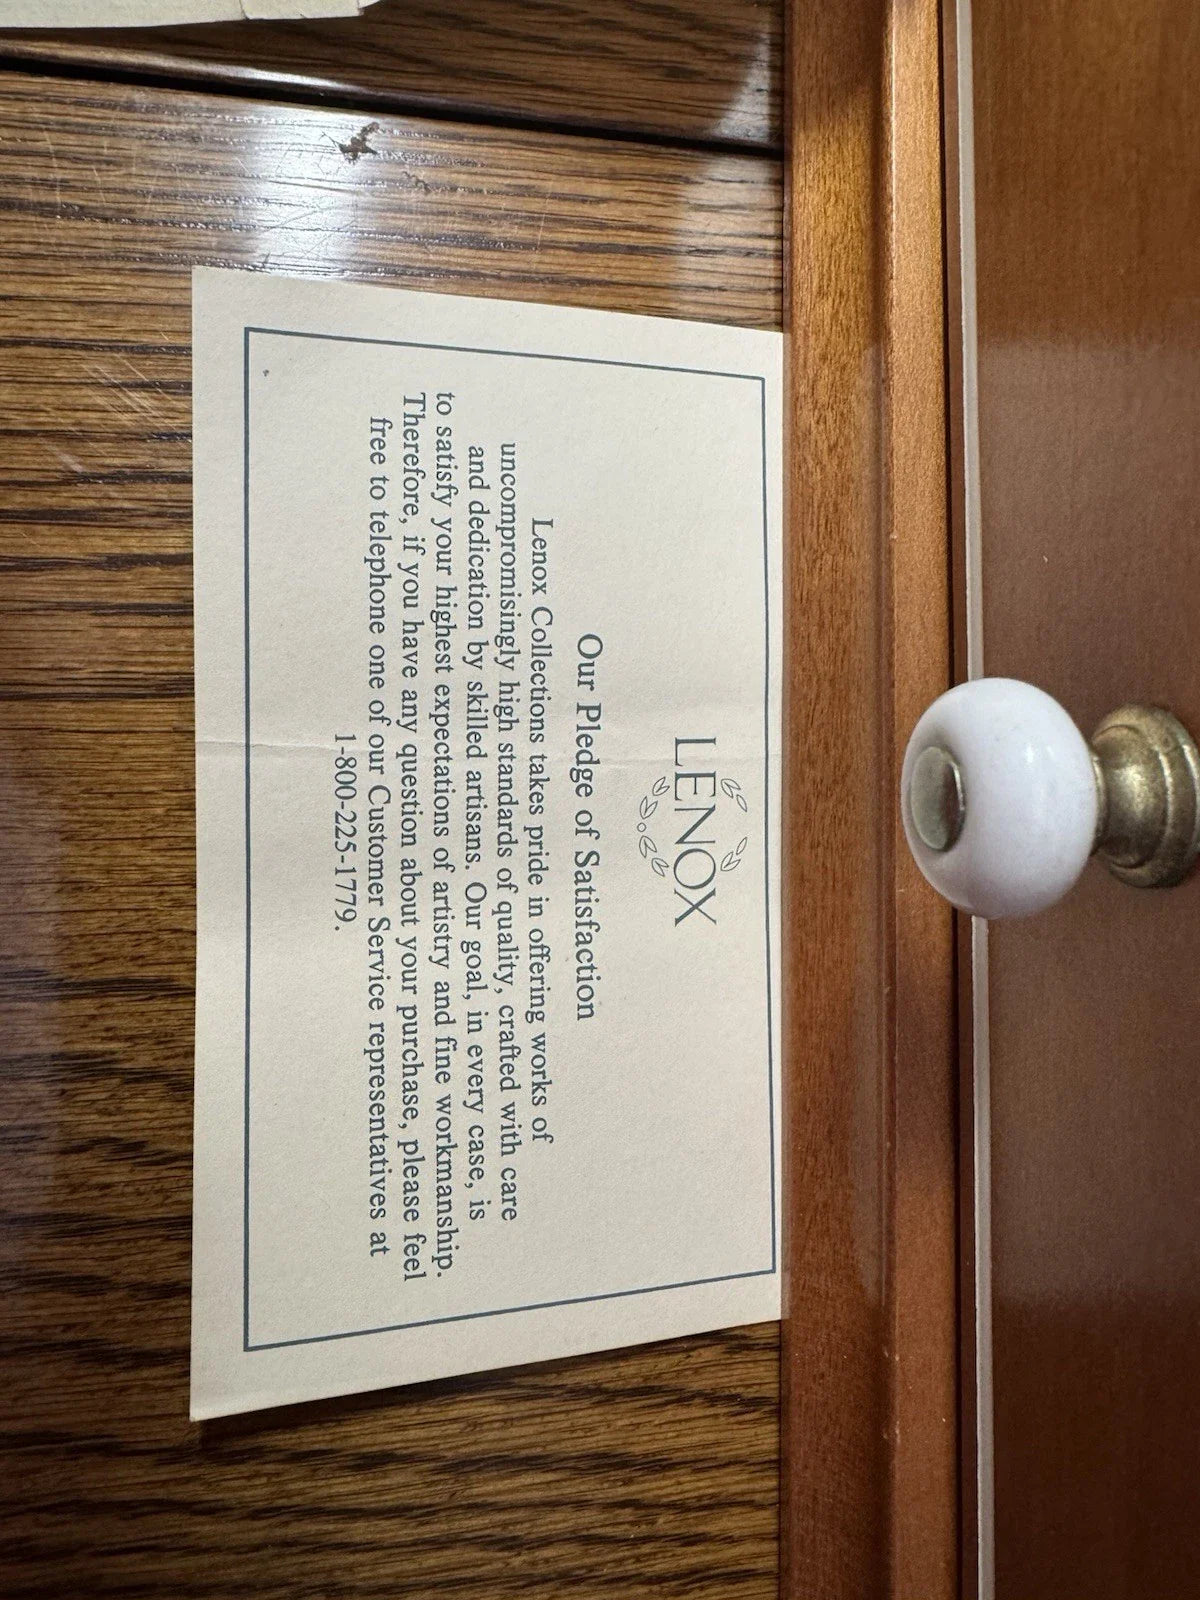 LENOX
Our Pledge of Satisfaction
Lenox Collections takes pride in offering works of
uncompromisingly high standards of quality, crafted with care
and dedication by skilled artisans. Our goal, in every case, is
to satisfy your highest expectations of artistry and fine workmanship.
Therefore, if you have any question about your purchase, please feel
free to telephone one of our Customer Service representatives at
1-800-225-1779.